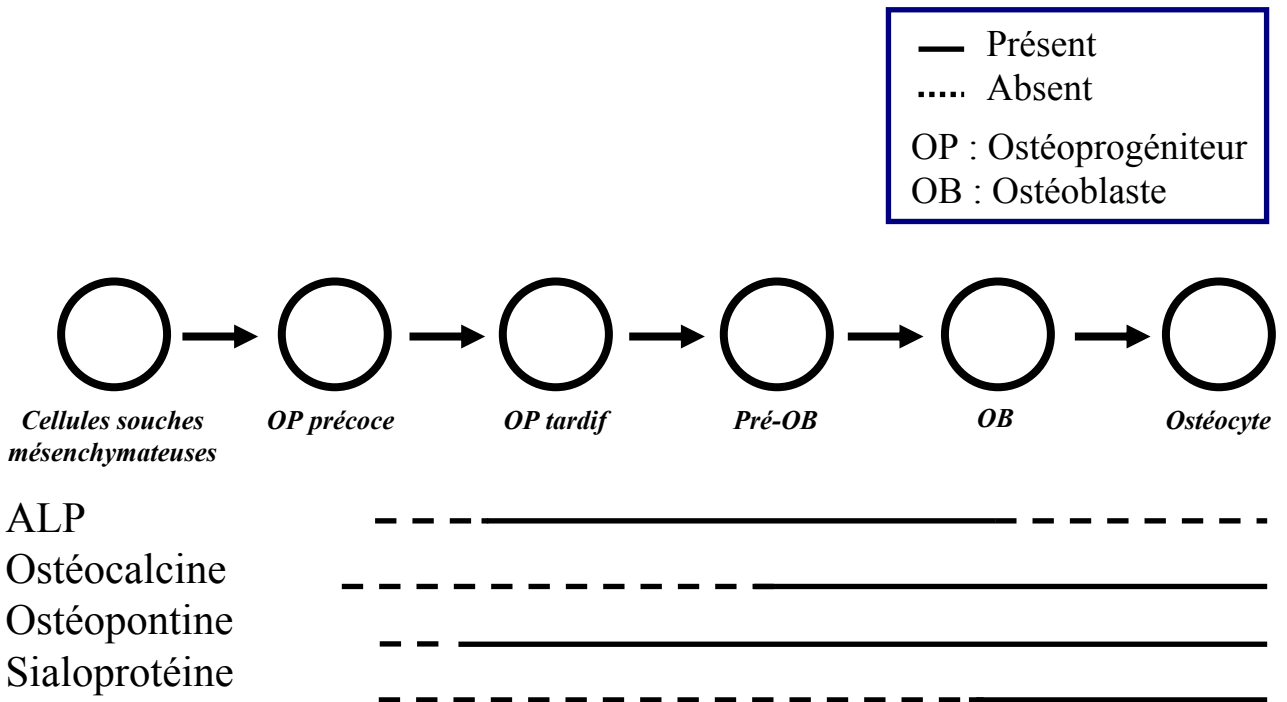 Présent
Absent
OP : Ostéoprogéniteur
OB : Ostéoblaste
Cellules souches
mésenchymateuses
OP précoce
OP tardif
Pré-OB
OB
Ostéocyte
ALP
Ostéocalcine
Ostéopontine
Sialoprotéine